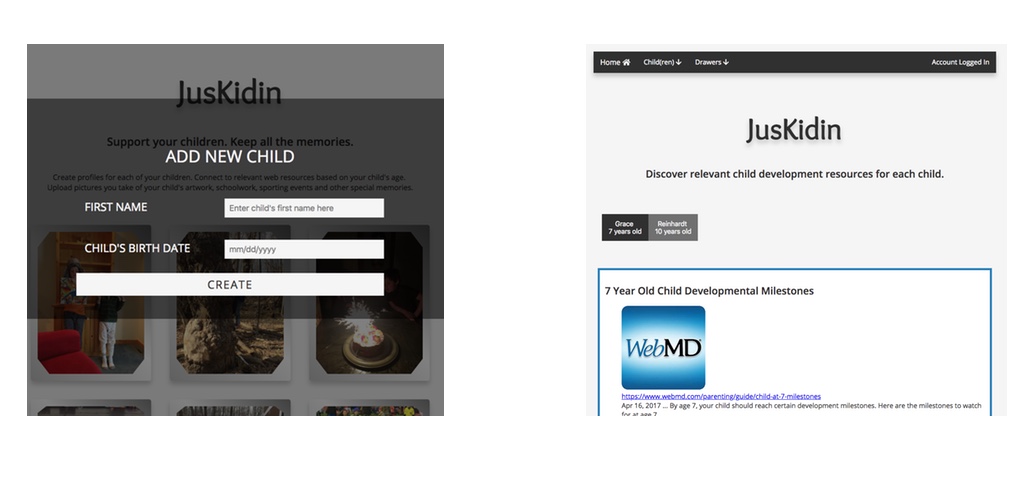 JusKidin
Support your children. Keep all the memories.
ADD NEW CHILD
Create profiles for each of your children. Connect to relevant web resources based on your child's age.
Upload pictures you take of your child's artwork, schoolwork, sporting events and other special memories.
FIRST NAME
Enter child's first name here
CHILD'S BIRTH DATE
mm/dd/yyyy
CREATE
Home Child(ren) Drawers Account Logged In
JusKidin
Discover relevant child development resources for each child.
Grace Reinhardt
7 years old 10 years old
7 Year Old Child Developmental Milestones
WebMD
https://www.webmd.com/parenting/guide/child-at-7-milestones
Apr 16, 2017 ... By age 7, your child should reach certain development milestones. Here are the milestones to watch
for at age 7